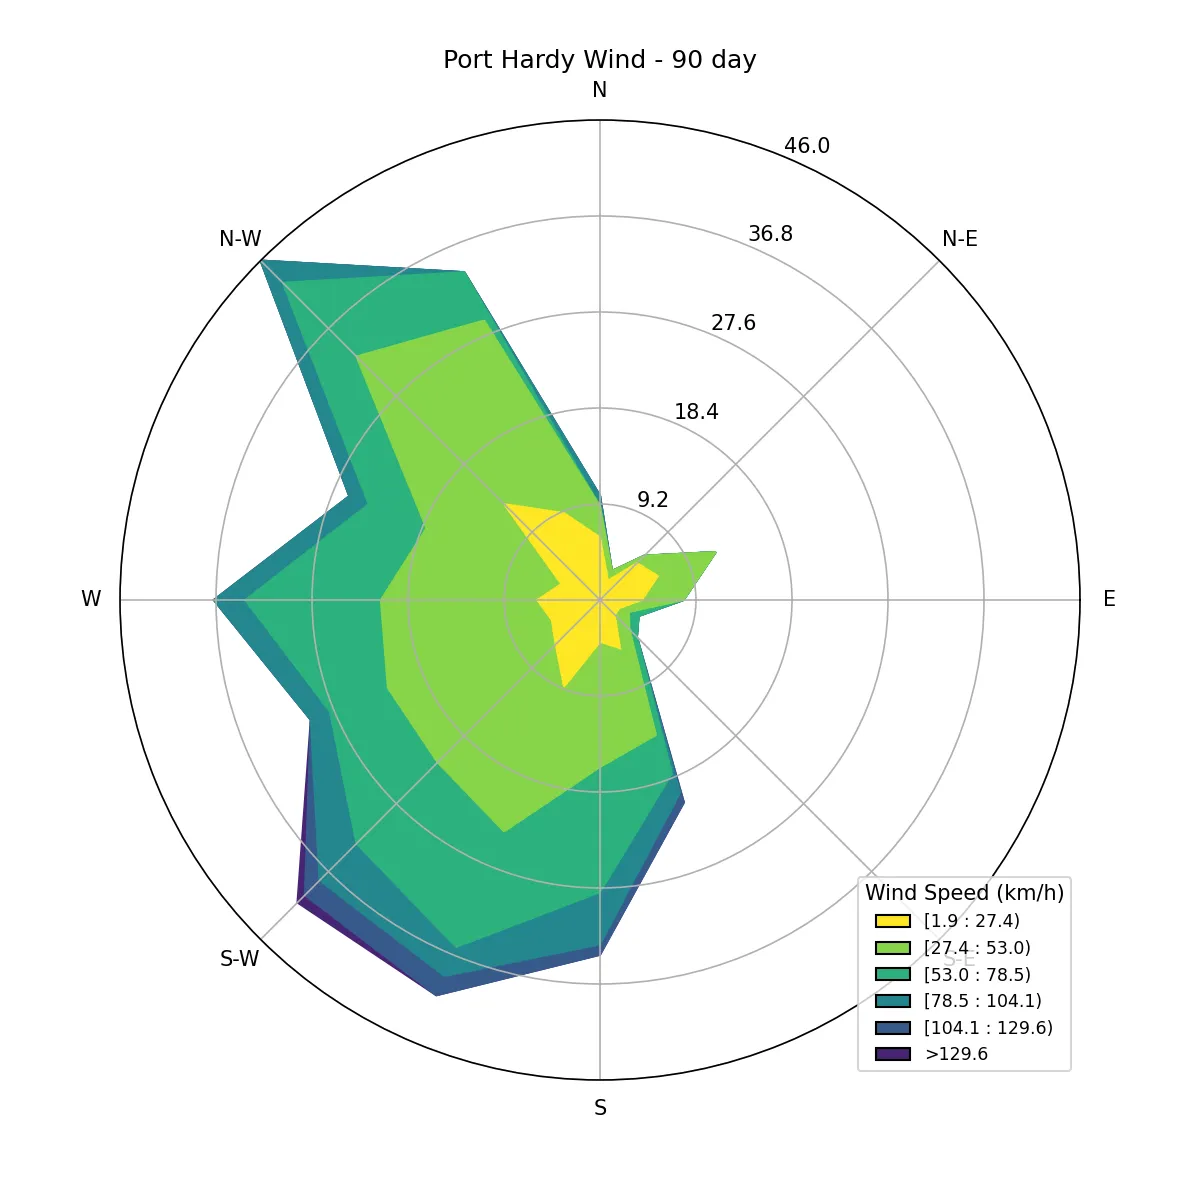 Port Hardy Wind - 90 day
N
46.0
36.8
N-W
N-E
27.6
18.4
9.2
W
E
S-W
S-E
S
Wind Speed (km/h)
[1.9 : 27.4)
[27.4 : 53.0)
[53.0 : 78.5)
[78.5 : 104.1)
[104.1 : 129.6)
>129.6